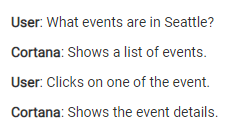 User: What events are in Seattle?
Cortana: Shows a list of events.
User: Clicks on one of the event.
Cortana: Shows the event details.